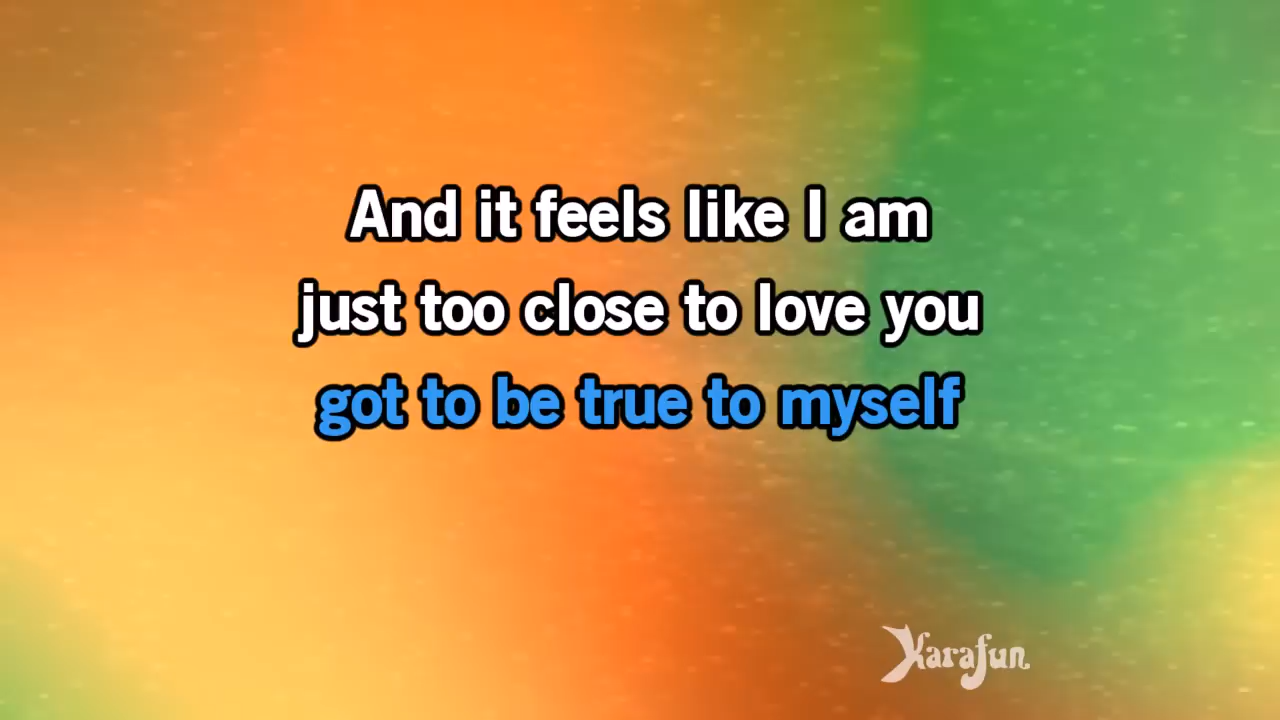 And it feels like I am
just too close to love you
got to be true to myself
Karafun